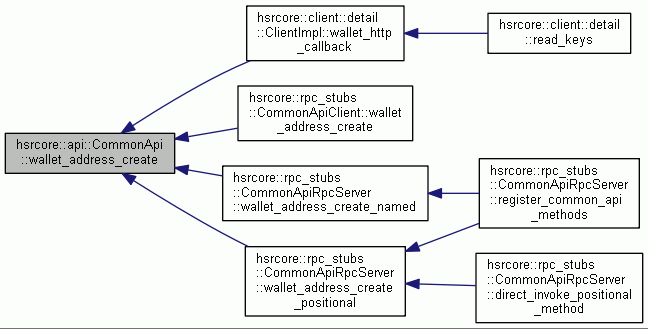 hsrcore::client::detail
::ClientImpl::wallet_http
_callback
hsrcore::client::detail
::read_keys
hsrcore::rpc_stubs
::CommonApiClient::wallet
_address_create
hsrcore::api::CommonApi
::wallet_address_create
hsrcore::rpc_stubs
::CommonApiRpcServer
::wallet_address_create_named
hsrcore::rpc_stubs
::CommonApiRpcServer
::register_common_api
_methods
hsrcore::rpc_stubs
::CommonApiRpcServer
::wallet_address_create
_positional
hsrcore::rpc_stubs
::CommonApiRpcServer
::direct_invoke_positional
_method